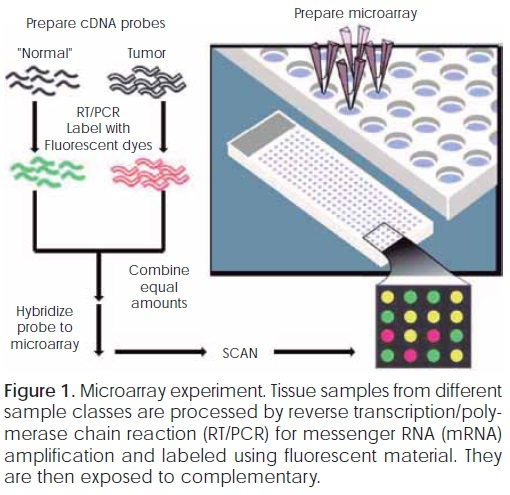 Prepare cDNA probes
"Normal"
Tumor
RT/PCR
Label with
Fluorescent dyes
Combine
equal
amounts
Hybridize
probe to
microarray
SCAN
Prepare microarray
Figure 1. Microarray experiment. Tissue samples from different
sample classes are processed by reverse transcription/poly-
merase chain reaction (RT/PCR) for messenger RNA (mRNA)
amplification and labeled using fluorescent material. They
are then exposed to complementary.